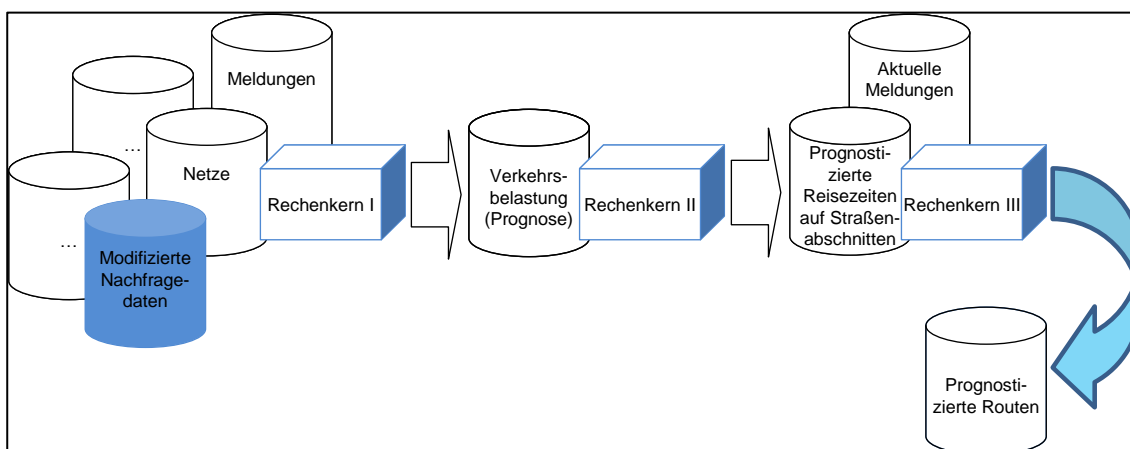 Meldungen
...
Netze
Rechenkern I
...
Modifizierte
Nachfrage-
daten
Verkehrs-
belastung
(Prognose)
Rechenkern II
Aktuelle
Meldungen
Prognosti-
zierte
Reisezeiten
auf Straßen-
abschnitten
Rechenkern III
Prognosti-
zierte Routen